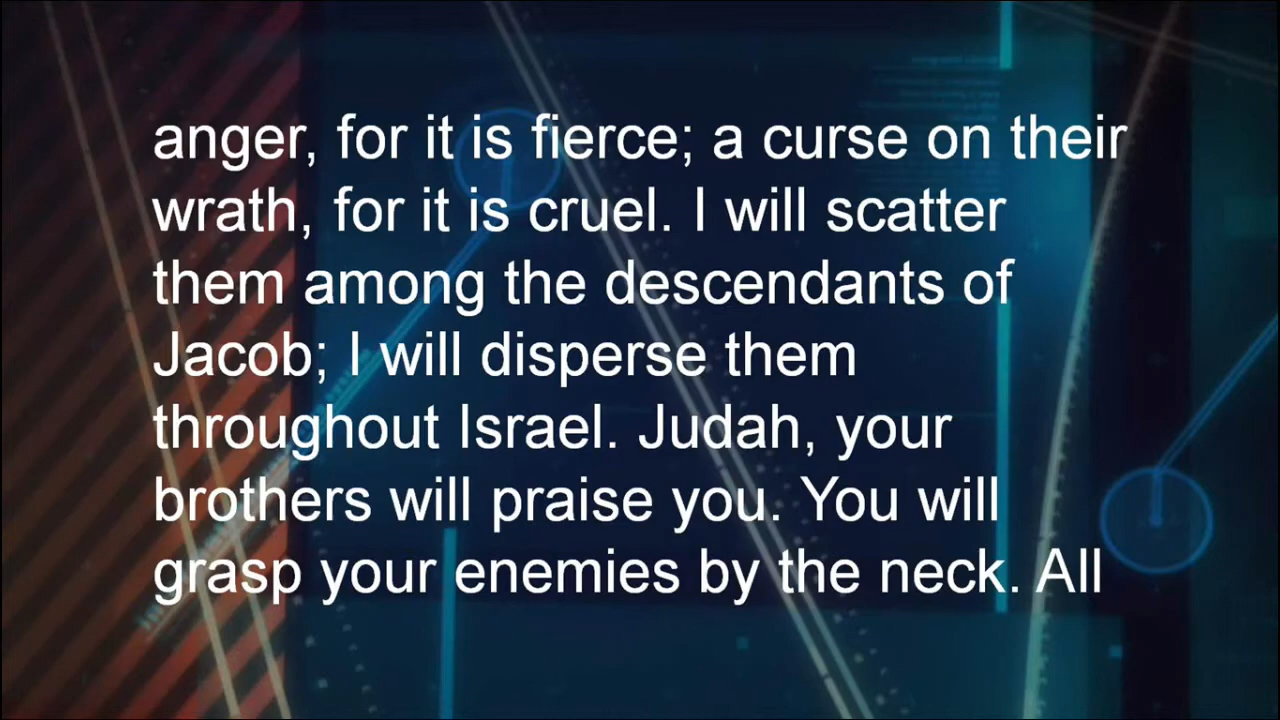 anger, for it is fierce; a curse on their
wrath, for it is cruel. I will scatter
them among the descendants of
Jacob; I will disperse them
throughout Israel. Judah, your
brothers will praise you. You will
grasp your enemies by the neck. All